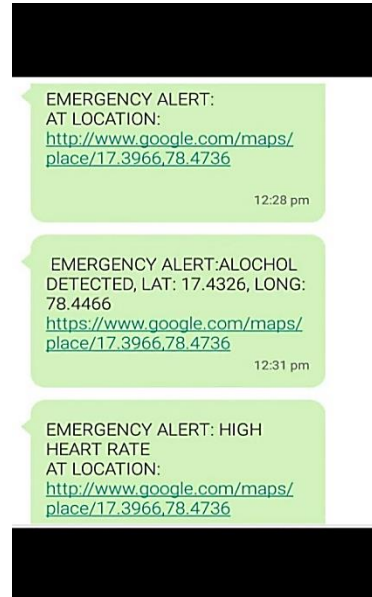 EMERGENCY ALERT:
AT LOCATION:
http://www.google.com/maps/
place/17.3966,78.4736
12:28 pm
EMERGENCY ALERT:ALOCHOL
DETECTED, LAT: 17.4326, LONG:
78.4466
https://www.google.com/maps/
place/17.3966,78.4736
12:31 pm
EMERGENCY ALERT: HIGH
HEART RATE
AT LOCATION:
http://www.google.com/maps/
place/17.3966,78.4736